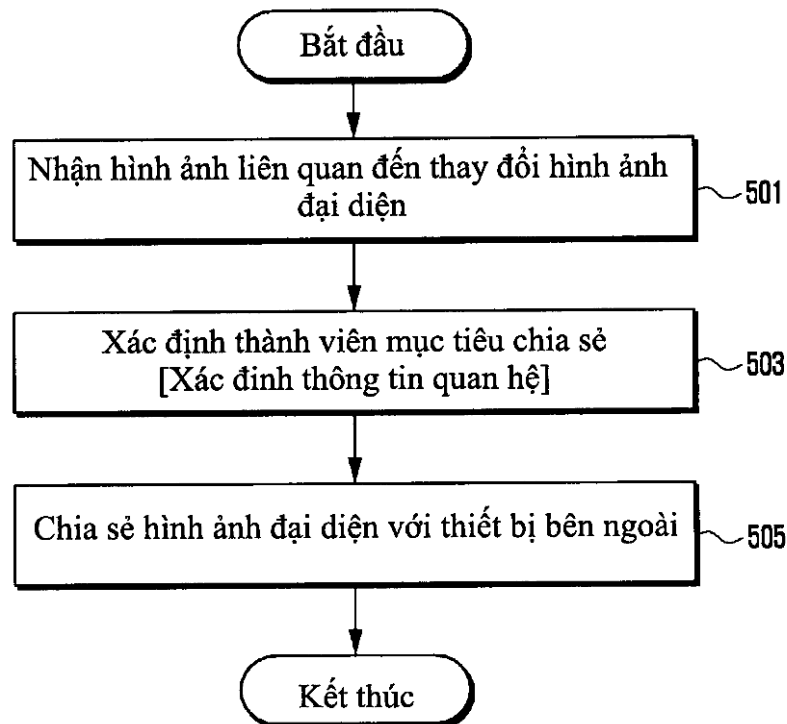 Bắt đầu
Nhận hình ảnh liên quan đến thay đổi hình ảnh
đại diện
501
Xác định thành viên mục tiêu chia sẻ
[Xác đinh thông tin quan hệ]
503
Chia sẻ hình ảnh đại diện với thiết bị bên ngoài
505
Kết thúc